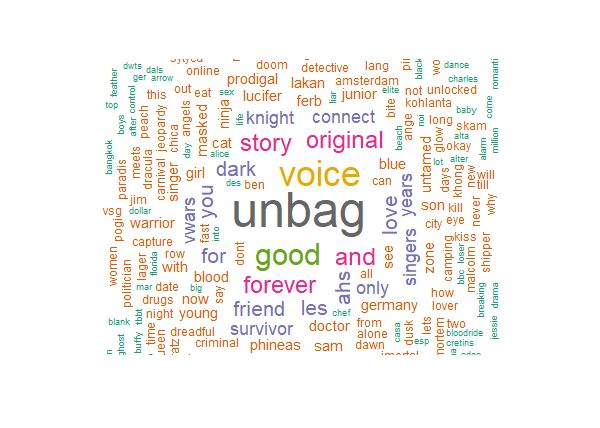 dwts
dals
ger
arrow
feather
top
boys
after
control
sytycd
online
out
eat
sex
this
peach
jeopardy
angels
masked
ninja
life
doom
detective
lang
pll
wo
black
dance
charles
romanti
prodigal
lakan
amsterdam
lucifer
ferb
junior
bite
liar
elite
not
unlocked
kohlanta
baby
come
knight
connect
ange
long
skam
alta
million
bangkok
meets
dracula
carnival
singer
chica
day
cat
alice
story
original
beach
noi
glow
okay
alarm
paradis
jim
girl
dark
voice
blue
can
untamed
lot
alter
days
khong
new
till
will
why
vsg
dollar
pogi
warrior
vwars
you
des
ben
unbag
love
years
son
city
kill
eye
never
capture
fast
into
for
dont
good
and
see
singers
zone
camping
kiss
shipper
women
politician
lager
florida
row
with
blood
say
forever
ahs
all
only
bbc
loser
malcolm
mar
date
big
drugs
now
friend
les
chef
germany
how
lover
breaking
drama
jessie
blank
tbbt
night
young
survivor
doctor
from
alone
casa
dusk
lets
two
bloodride
cretins
ghost
buffy
time
dreadful
criminal
phineas
sam
dawn
esp
mortem